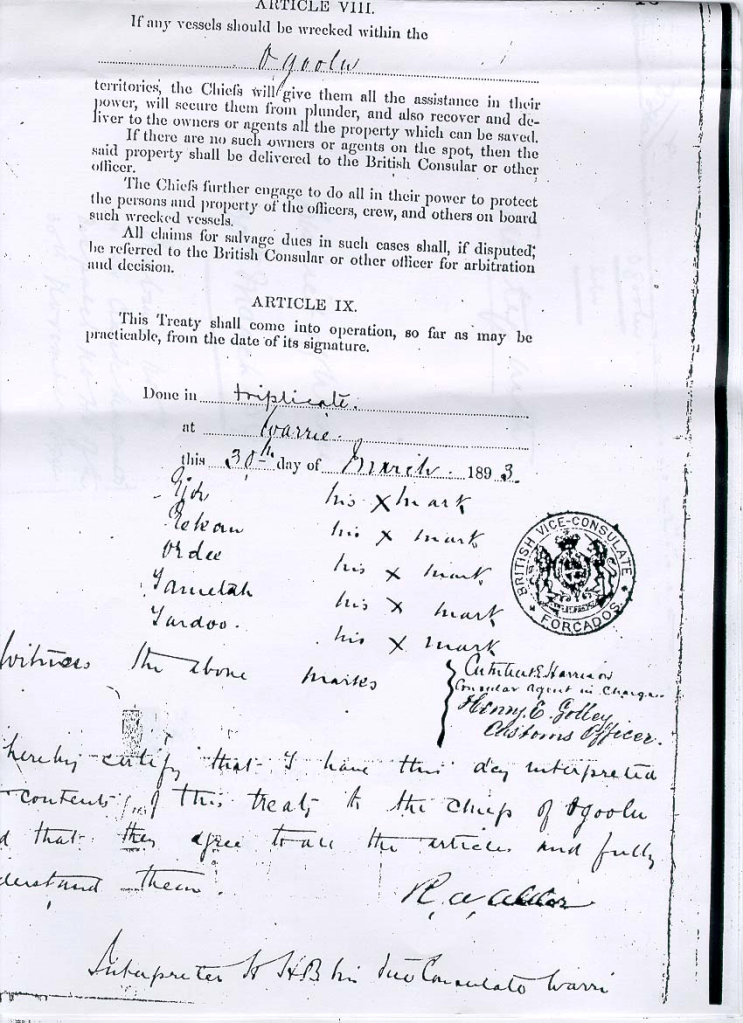 ARTICLE VIII.
If any vessels should be wrecked within the
Ogoolu
territories, the Chiefs will give them all the assistance in their
power, will secure them from plunder, and also recover and de-
liver to the owners or agents all the property which can be saved.
If there are no such owners or agents on the spot, then the
said property shall be delivered to the British Consular or other
officer.
The Chiefs further engage to do all in their power to protect
the persons and property of the officers, crew, and others on board
such wrecked vessels.
All claims for salvage dues in such cases shall, if disputed,
be referred to the British Consular or other officer for arbitration
and decision.
ARTICLE IX.
This Treaty shall come into operation, so far as may be
practicable, from the date of its signature.
Done in triplicate.
at Warrie.
this 30th day of March. 1893.
his X mark
his X mark
Ordee his X mark
his X mark
his X mark
Witness the above marks
Harrison
Consular Agent in Charge
Henry E. Golley
Customs Officer.
BRITISH VICE-CONSULATE
FORCADOS
hereby certify that I have this day interpreted
contents of this treaty to the chiefs of Ogoolu
d that they agree to all the articles and fully
derstand them.
R. A.
Interpreter to H B M Vice Consulate Warri